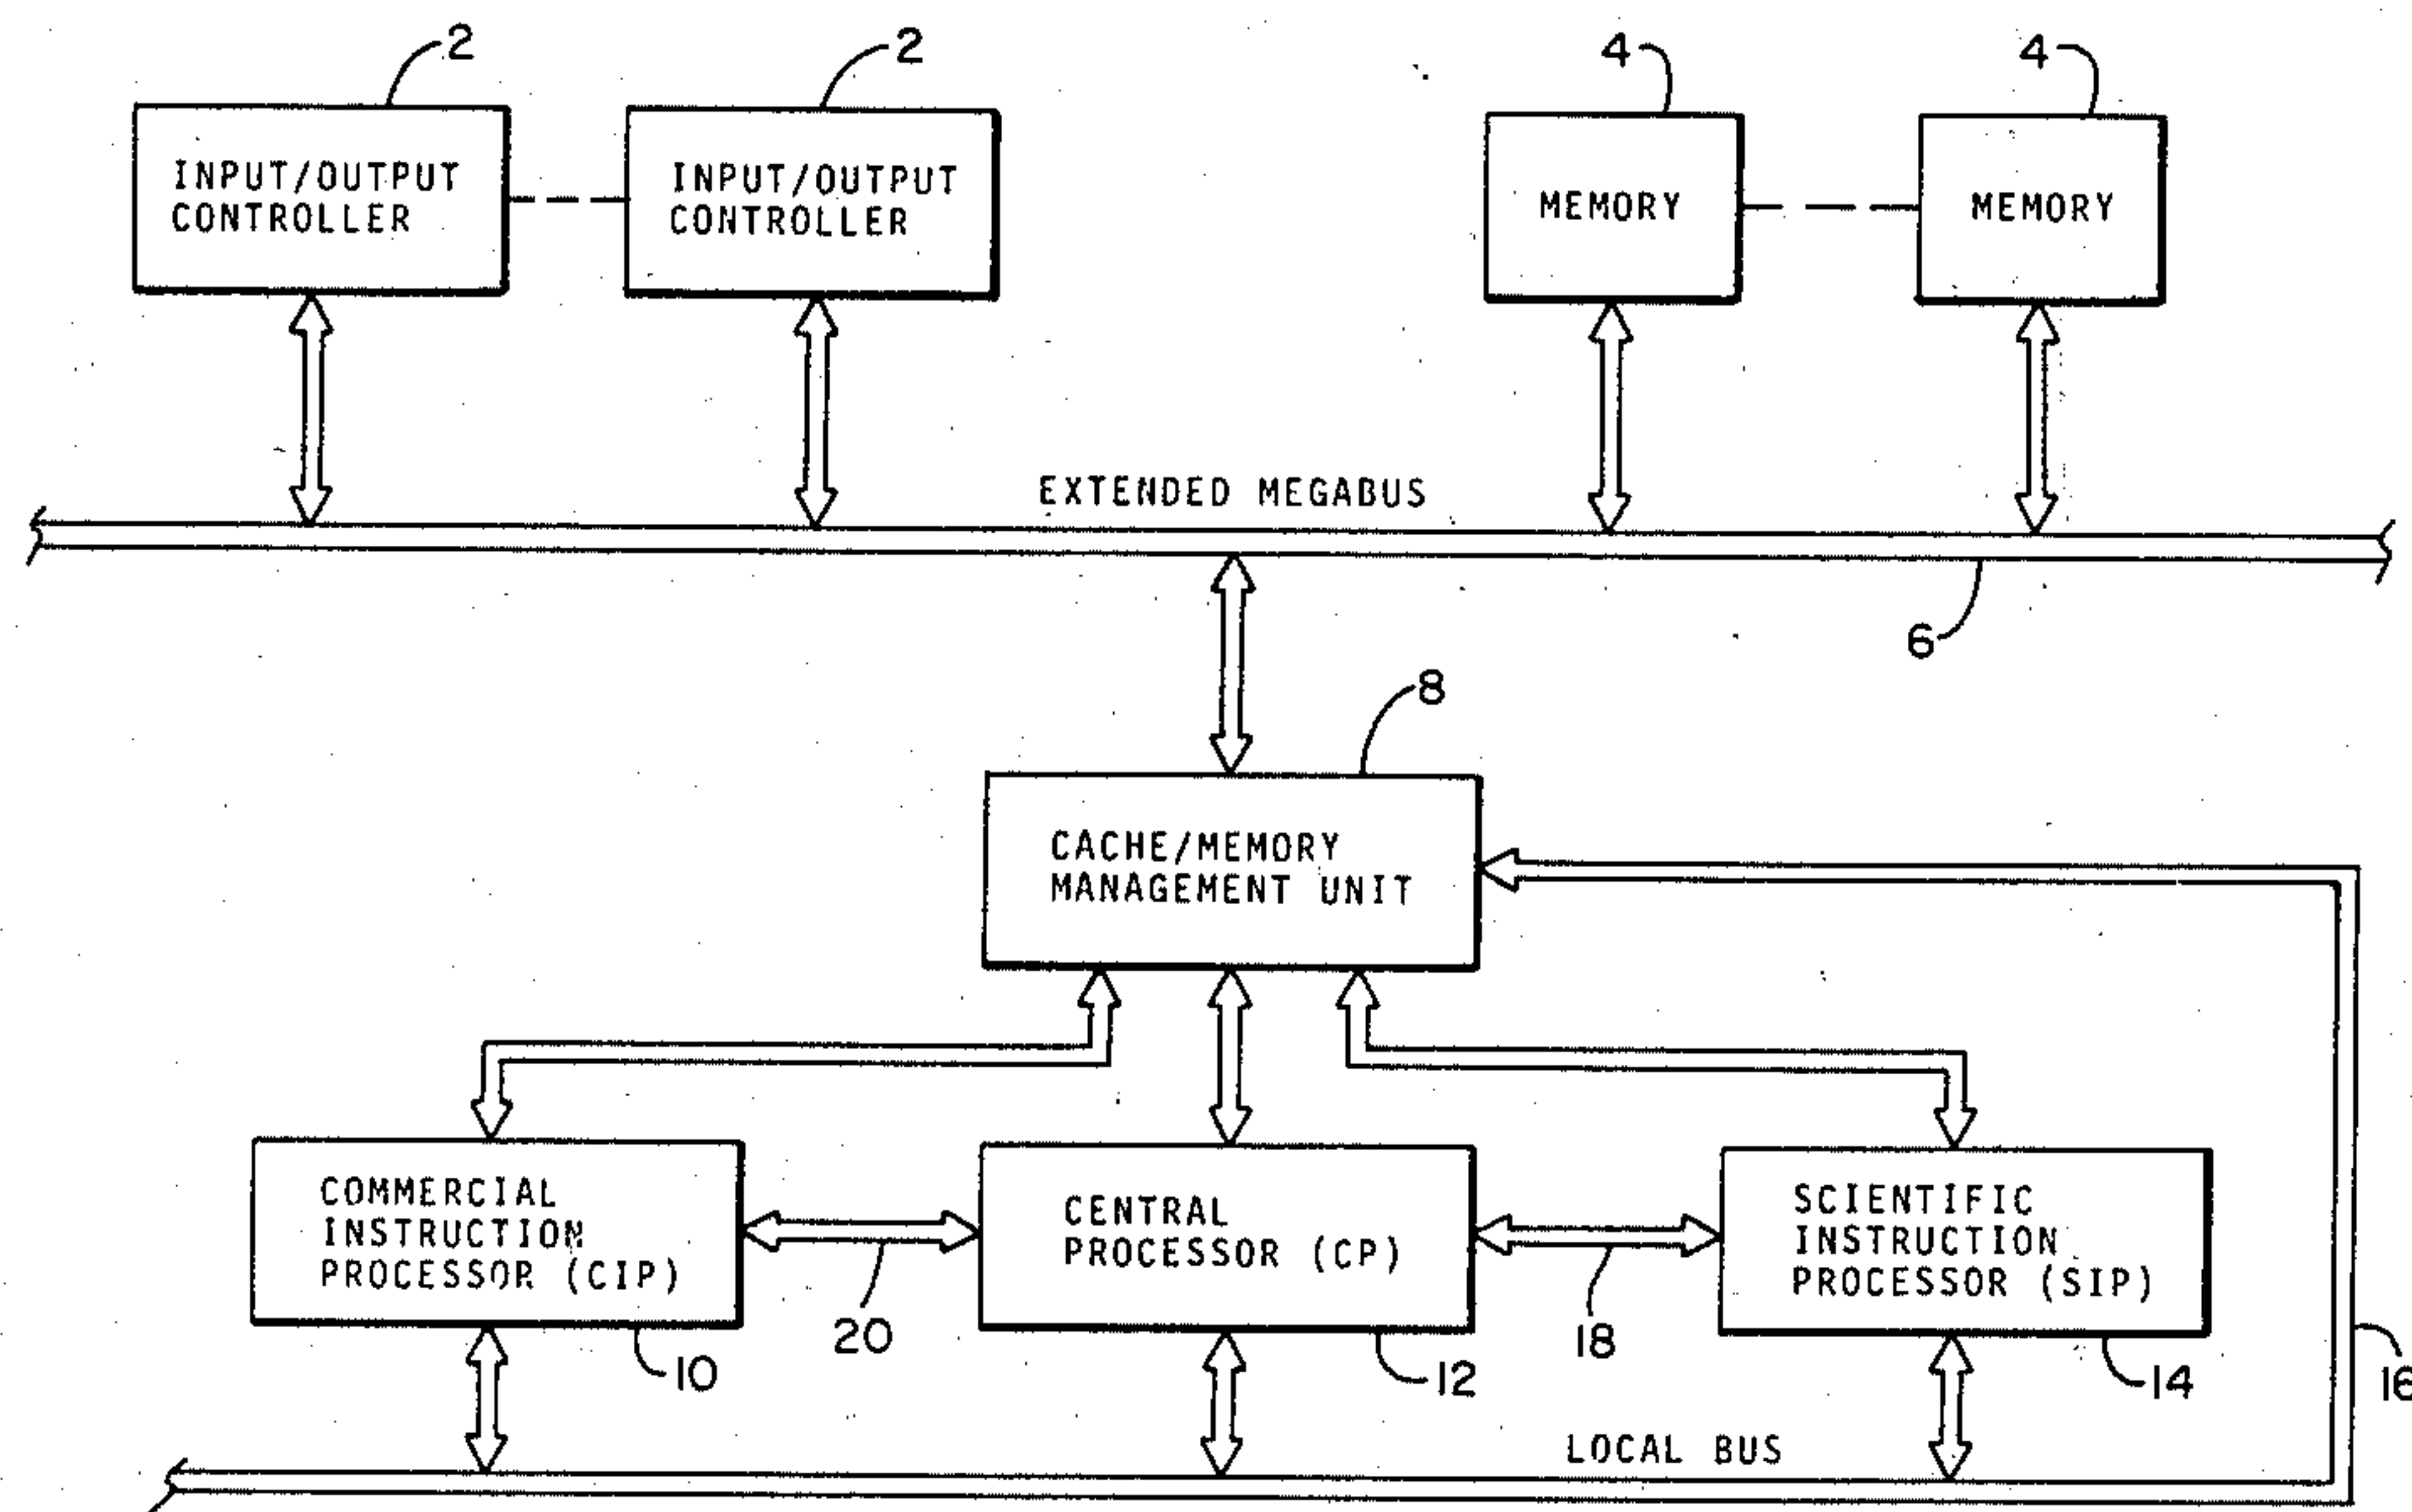 2
2
4
4
INPUT/OUTPUT
CONTROLLER
INPUT/OUTPUT
CONTROLLER
MEMORY
MEMORY
EXTENDED MEGABUS
6
8
CACHE/MEMORY
MANAGEMENT UNIT
COMMERCIAL
INSTRUCTION
PROCESSOR (CIP)
CENTRAL
PROCESSOR (CP)
SCIENTIFIC
INSTRUCTION
PROCESSOR (SIP)
20
18
10
12
14
16
LOCAL BUS